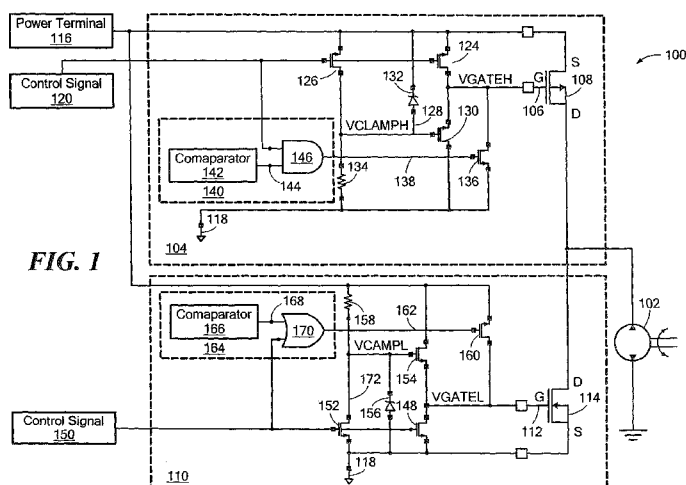 Power Terminal
116
Control Signal
120
126
124
132
128
VGATEH
G
106
S
108
D
100
VCLAMPH
130
Comaparator
142
144
146
140
134
138
136
118
104
FIG. 1
102
Comaparator
166
164
168
170
158
162
160
VCAMPL
154
172
156
VGATEL
D
G
112
114
S
Control Signal
150
152
148
118
110